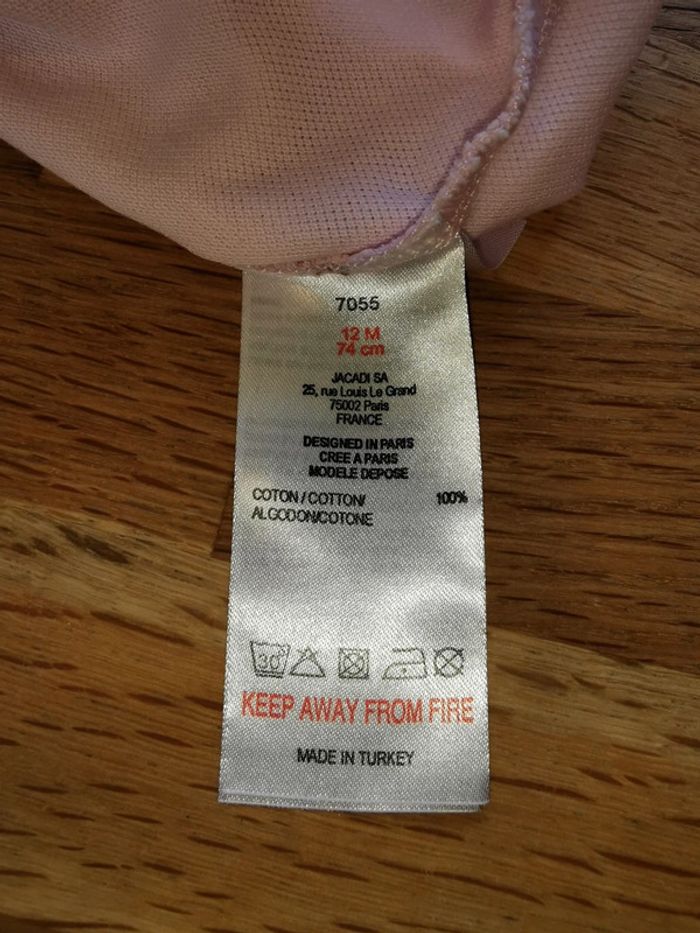 7055
12 M
74 cm
JACADI SA
25, rue Louis Le Grand
75002 Paris
FRANCE
DESIGNED IN PARIS
CREE A PARIS
MODELE DEPOSE
COTON / COTTON/ 100%
ALGODON/COTONE
30°
KEEP AWAY FROM FIRE
MADE IN TURKEY